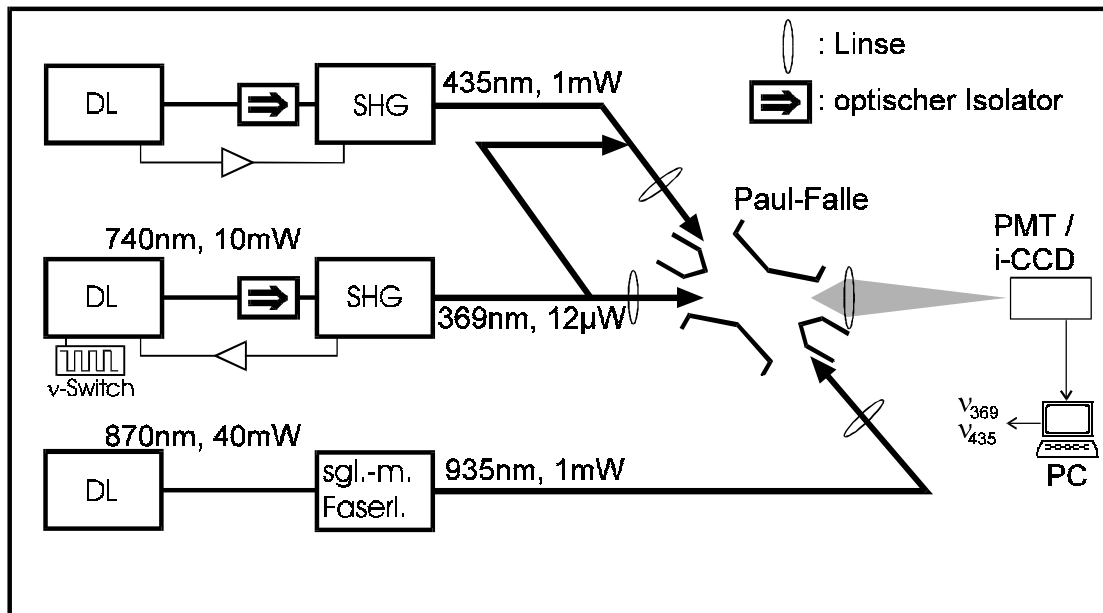 : Linse
: optischer Isolator
DL
SHG
435nm, 1mW
Paul-Falle
PMT /
i-CCD
740nm, 10mW
DL
SHG
369nm, 12µW
ν-Switch
870nm, 40mW
DL
sgl.-m.
Faserl.
935nm, 1mW
ν369
ν435
PC